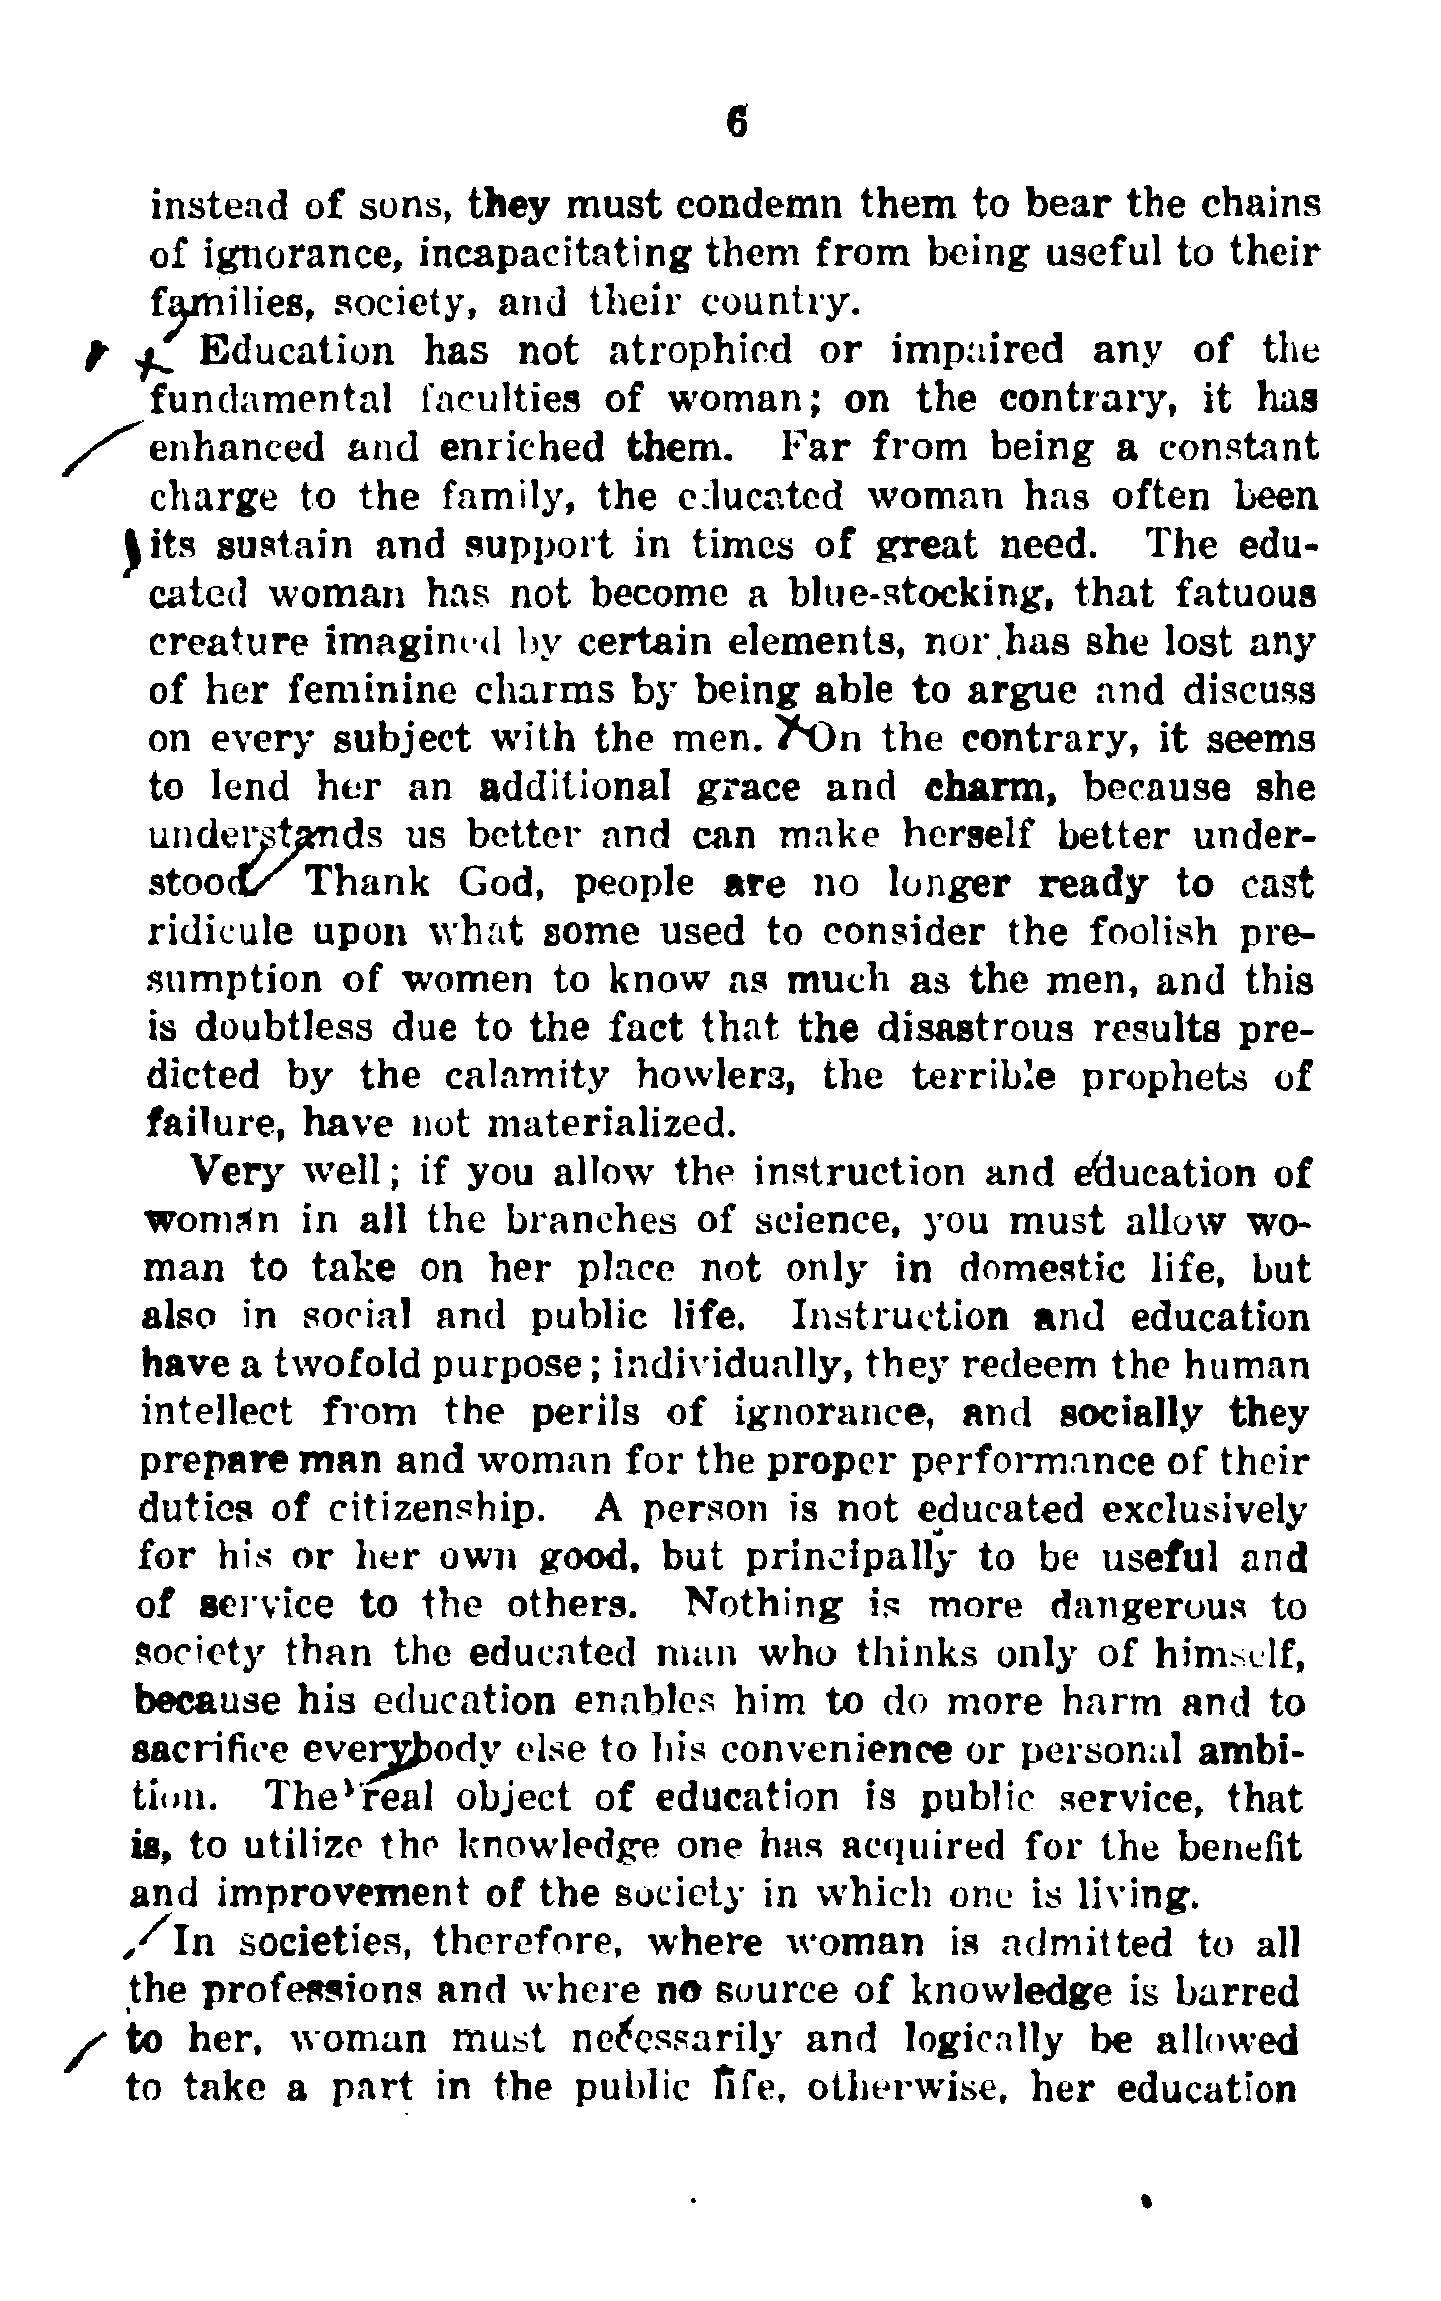 6
instead of sons, they must condemn them to bear the chains
of ignorance, incapacitating them from being useful to their
families, society, and their country.
Education has not atrophied or impaired any of the
fundamental faculties of woman; on the contrary, it has
enhanced and enriched them. Far from being a constant
charge to the family, the educated woman has often been
its sustain and support in times of great need. The edu-
cated woman has not become a blue-stocking, that fatuous
creature imagined by certain elements, nor has she lost any
of her feminine charms by being able to argue and discuss
on every subject with the men. On the contrary, it seems
to lend her an additional grace and charm, because she
understands us better and can make herself better under-
stood. Thank God, people are no longer ready to cast
ridicule upon what some used to consider the foolish pre-
sumption of women to know as much as the men, and this
is doubtless due to the fact that the disastrous results pre-
dicted by the calamity howlers, the terrible prophets of
failure, have not materialized.
Very well; if you allow the instruction and education of
woman in all the branches of science, you must allow wo-
man to take on her place not only in domestic life, but
also in social and public life. Instruction and education
have a twofold purpose; individually, they redeem the human
intellect from the perils of ignorance, and socially they
prepare man and woman for the proper performance of their
duties of citizenship. A person is not educated exclusively
for his or her own good, but principally to be useful and
of service to the others. Nothing is more dangerous to
society than the educated man who thinks only of himself,
because his education enables him to do more harm and to
sacrifice everybody else to his convenience or personal ambi-
tion. The real object of education is public service, that
is, to utilize the knowledge one has acquired for the benefit
and improvement of the society in which one is living.
In societies, therefore, where woman is admitted to all
the professions and where no source of knowledge is barred
to her, woman must necessarily and logically be allowed
to take a part in the public life, otherwise, her education